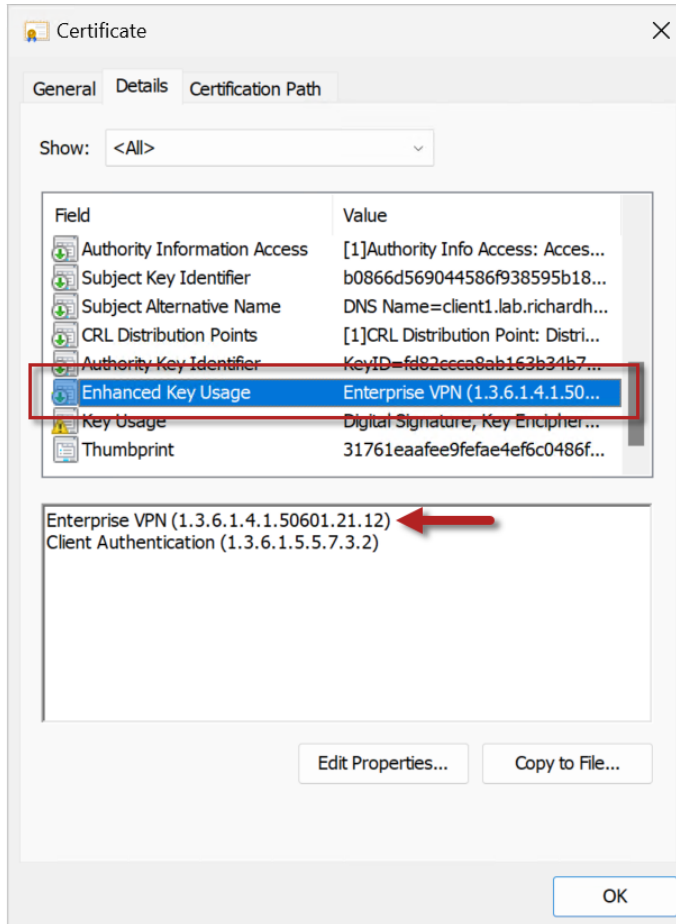 Certificate
General Details Certification Path
Show: <All>
Field Value
Authority Information Access [1]Authority Info Access: Acces...
Subject Key Identifier b0866d569044586f938595b18...
Subject Alternative Name DNS Name=client1.lab.richardh...
CRL Distribution Points [1]CRL Distribution Point: Distri...
Authority Key Identifier KeyID=fd82ccca8ab163b34b7...
Enhanced Key Usage Enterprise VPN (1.3.6.1.4.1.50...
Key Usage Digital Signature, Key Encipher...
Thumbprint 31761eaafee9fefae4ef6c0486f...
Enterprise VPN (1.3.6.1.4.1.50601.21.12)
Client Authentication (1.3.6.1.5.5.7.3.2)
Edit Properties... Copy to File...
OK